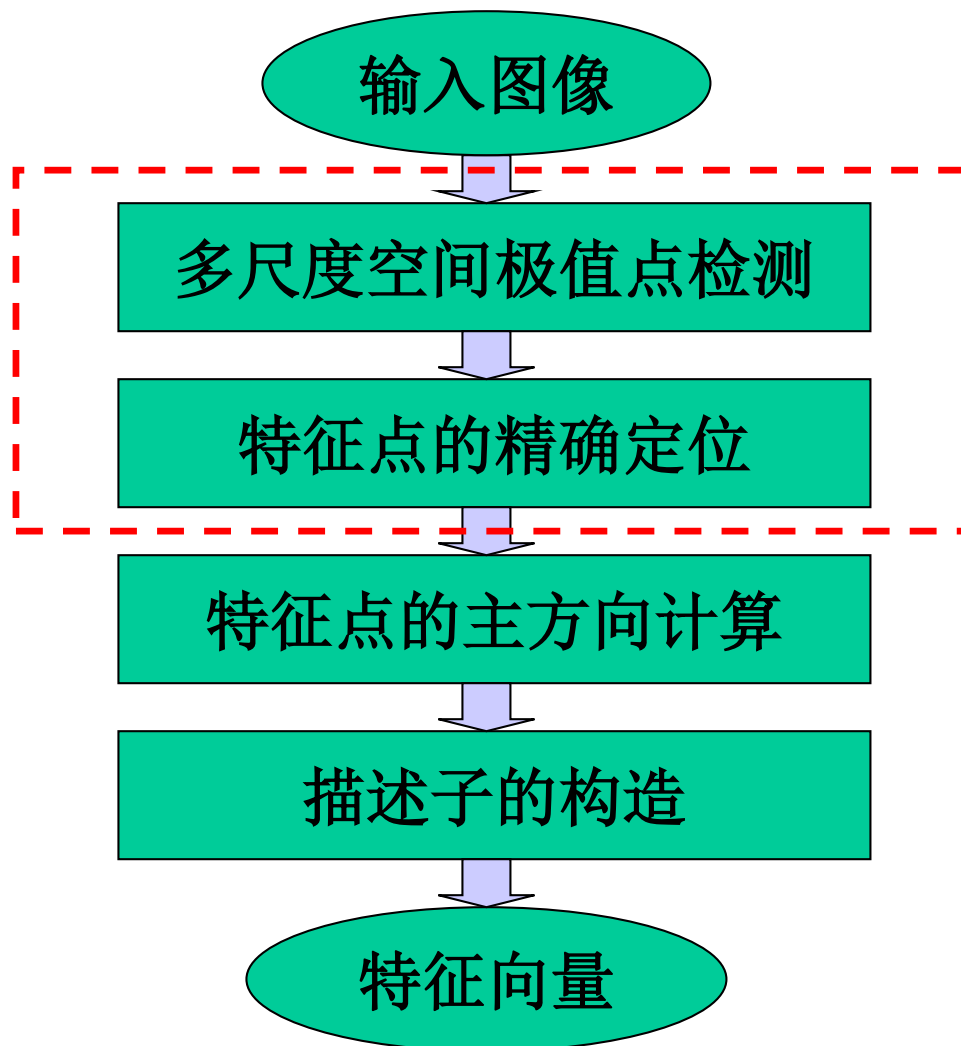 输入图像
多尺度空间极值点检测
特征点的精确定位
特征点的主方向计算
描述子的构造
特征向量